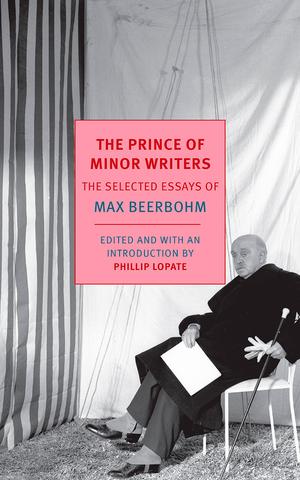 THE PRINCE OF
MINOR WRITERS
THE SELECTED ESSAYS OF
MAX BEERBOHM
EDITED AND WITH AN
INTRODUCTION BY
PHILLIP LOPATE